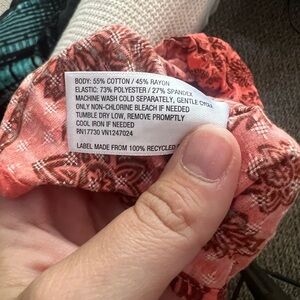 BODY: 55% COTTON / 45% RAYON
ELASTIC: 73% POLYESTER / 27% SPANDEX
MACHINE WASH COLD SEPARATELY, GENTLE CYCLE
ONLY NON-CHLORINE BLEACH IF NEEDED
TUMBLE DRY LOW, REMOVE PROMPTLY
COOL IRON IF NEEDED
RN17730 VN1247024
LABEL MADE FROM 100% RECYCLED